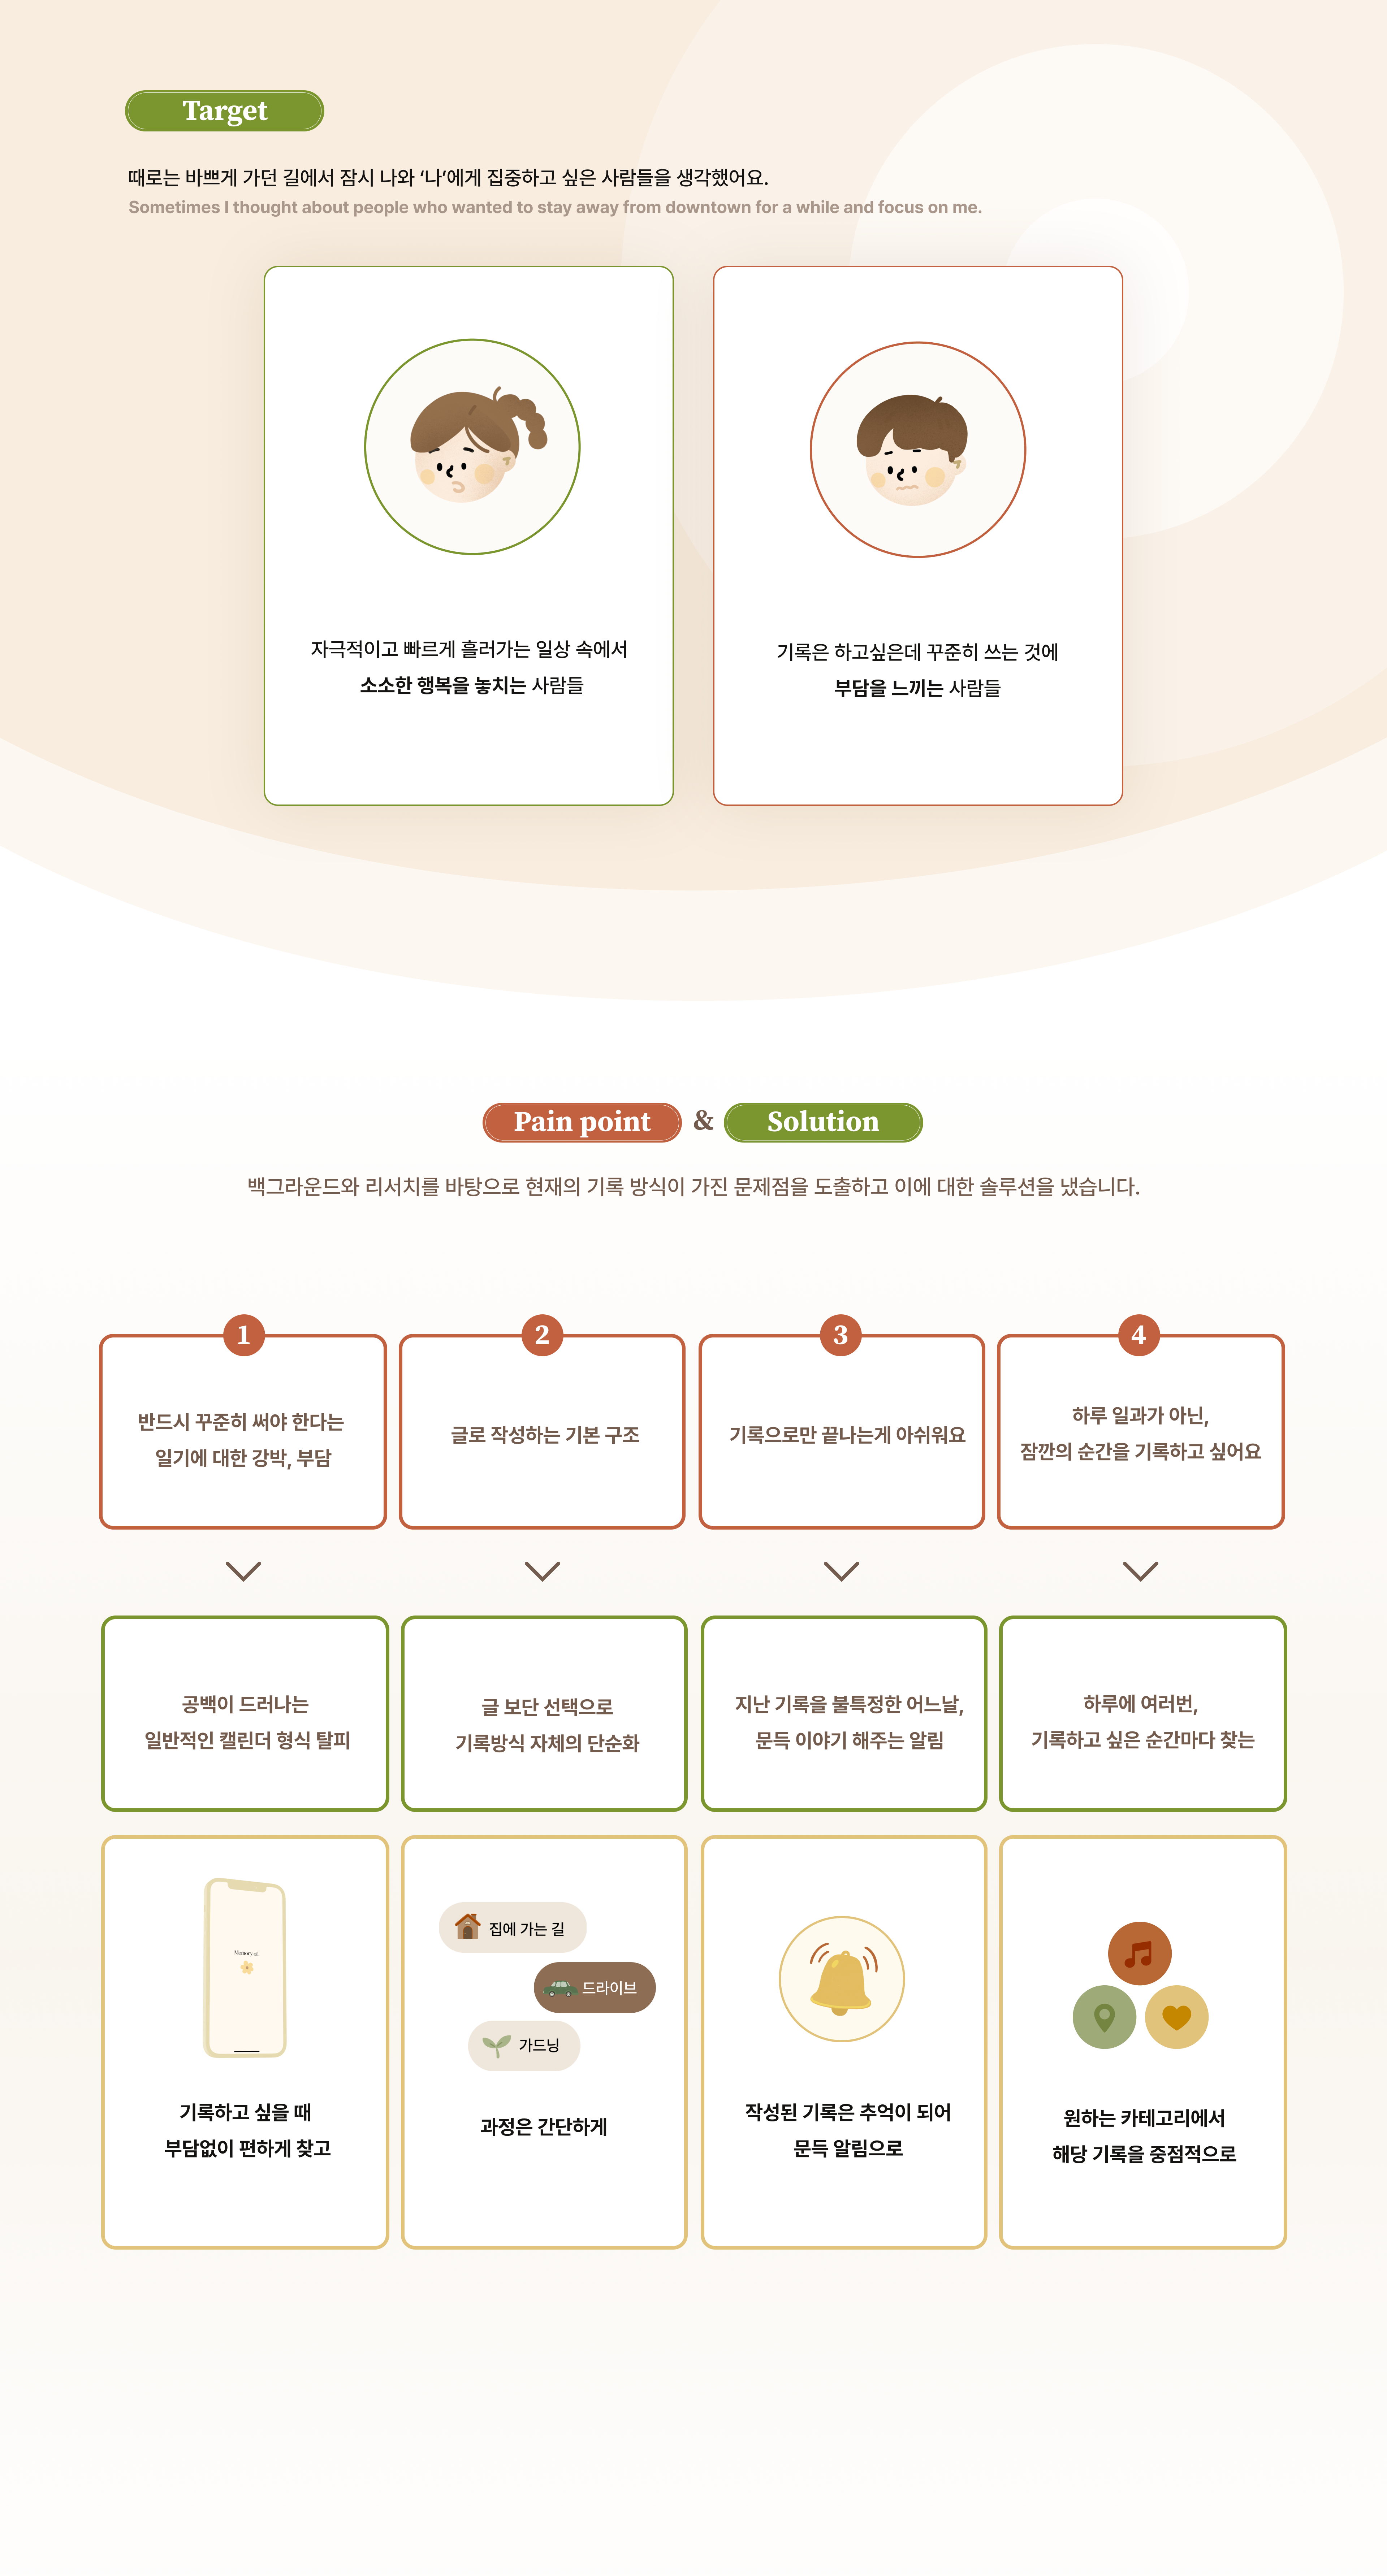 Target
때로는 바쁘게 가던 길에서 잠시 나와 ‘나’에게 집중하고 싶은 사람들을 생각했어요.
Sometimes I thought about people who wanted to stay away from downtown for a while and focus on me.
자극적이고 빠르게 흘러가는 일상 속에서
소소한 행복을 놓치는 사람들
기록은 하고싶은데 꾸준히 쓰는 것에
부담을 느끼는 사람들
Pain point & Solution
백그라운드와 리서치를 바탕으로 현재의 기록 방식이 가진 문제점을 도출하고 이에 대한 솔루션을 냈습니다.
1
반드시 꾸준히 써야 한다는
일기에 대한 강박, 부담
2
글로 작성하는 기본 구조
3
기록으로만 끝나는게 아쉬워요
4
하루 일과가 아닌,
잠깐의 순간을 기록하고 싶어요
공백이 드러나는
일반적인 캘린더 형식 탈피
글 보단 선택으로
기록방식 자체의 단순화
지난 기록을 불특정한 어느날,
문득 이야기 해주는 알림
하루에 여러번,
기록하고 싶은 순간마다 찾는
Memory of.
기록하고 싶을 때
부담없이 편하게 찾고
집에 가는 길
드라이브
가드닝
과정은 간단하게
작성된 기록은 추억이 되어
문득 알림으로
원하는 카테고리에서
해당 기록을 중점적으로